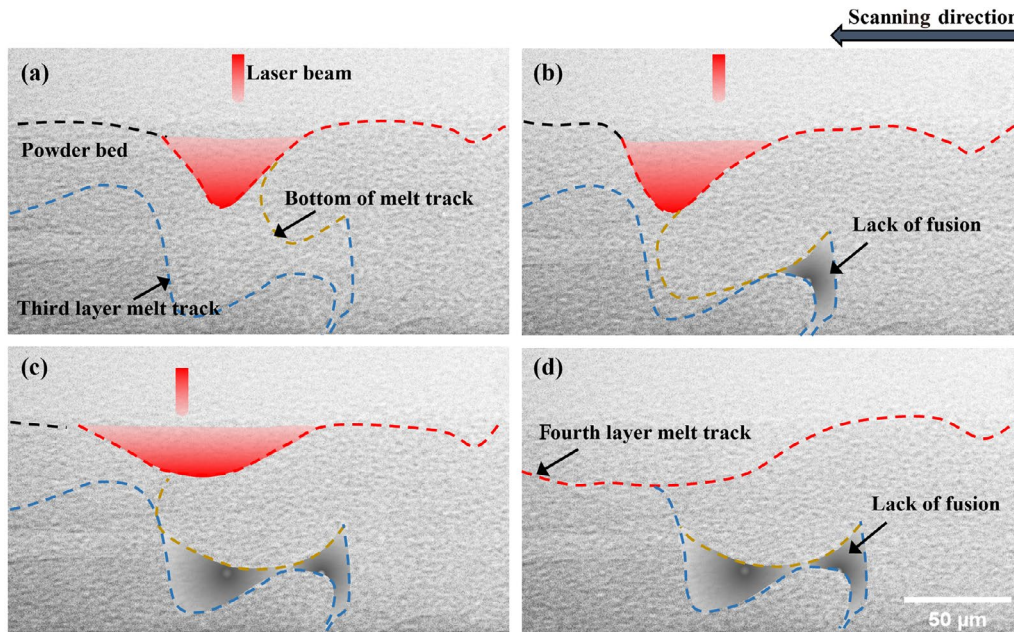 Scanning direction
(a)
Laser beam
Powder bed
Bottom of melt track
Third layer melt track
(b)
Lack of fusion
(c)
(d)
Fourth layer melt track
Lack of fusion
50 μm